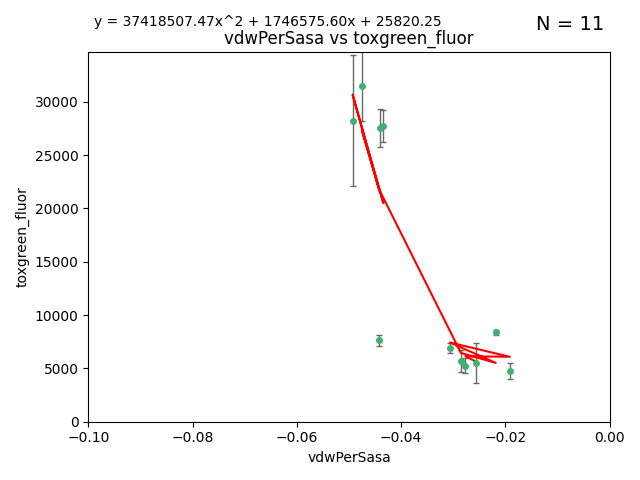 y = 37418507.47x^2 + 1746575.60x + 25820.25
N = 11
vdwPerSasa vs toxgreen_fluor
30000
25000
20000
15000
10000
5000
0
toxgreen_fluor
−0.10
−0.08
−0.06
−0.04
−0.02
0.00
vdwPerSasa